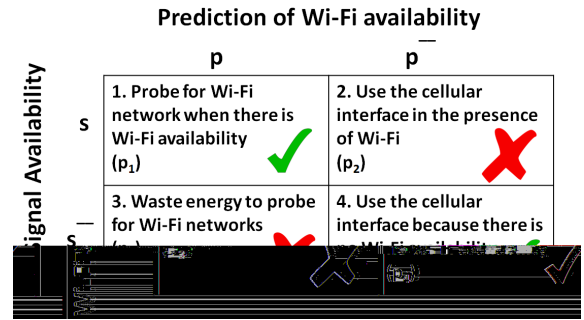 Prediction of Wi-Fi availability
p
p
Signal Availability
s
1. Probe for Wi-Fi
network when there is
Wi-Fi availability
(p₁)
2. Use the cellular
interface in the presence
of Wi-Fi
(p₂)
s
3. Waste energy to probe
for Wi-Fi networks
4. Use the cellular
interface because there is